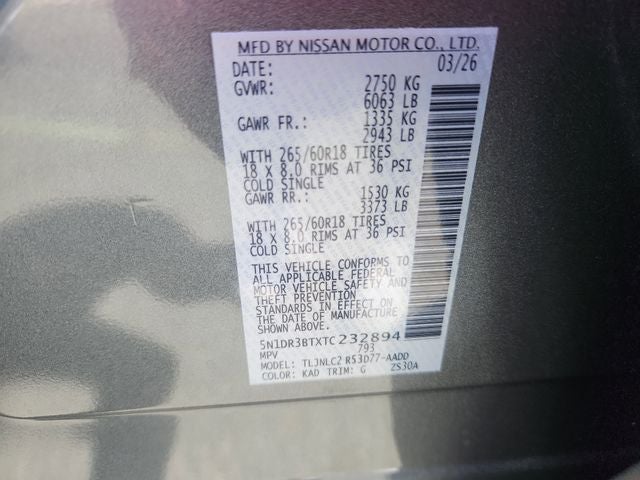 MFD BY NISSAN MOTOR CO., LTD.
DATE: 03/26
GVWR: 2750 KG
6063 LB
GAWR FR.: 1335 KG
2943 LB
WITH 265/60R18 TIRES
18 X 8.0 RIMS AT 36 PSI
COLD SINGLE
GAWR RR.: 1530 KG
3373 LB
WITH 265/60R18 TIRES
18 X 8.0 RIMS AT 36 PSI
COLD SINGLE
THIS VEHICLE CONFORMS TO
ALL APPLICABLE FEDERAL
MOTOR VEHICLE SAFETY AND
THEFT PREVENTION
STANDARDS IN EFFECT ON
THE DATE OF MANUFACTURE
SHOWN ABOVE.
5N1DR3BTXTC232894
MPV 793
MODEL: TLJNLC2 R53D77-AADD
COLOR: KAD TRIM: G ZS30A